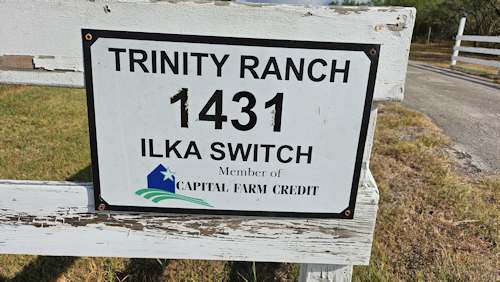 TRINITY RANCH
1431
ILKA SWITCH
Member of
CAPITAL FARM CREDIT